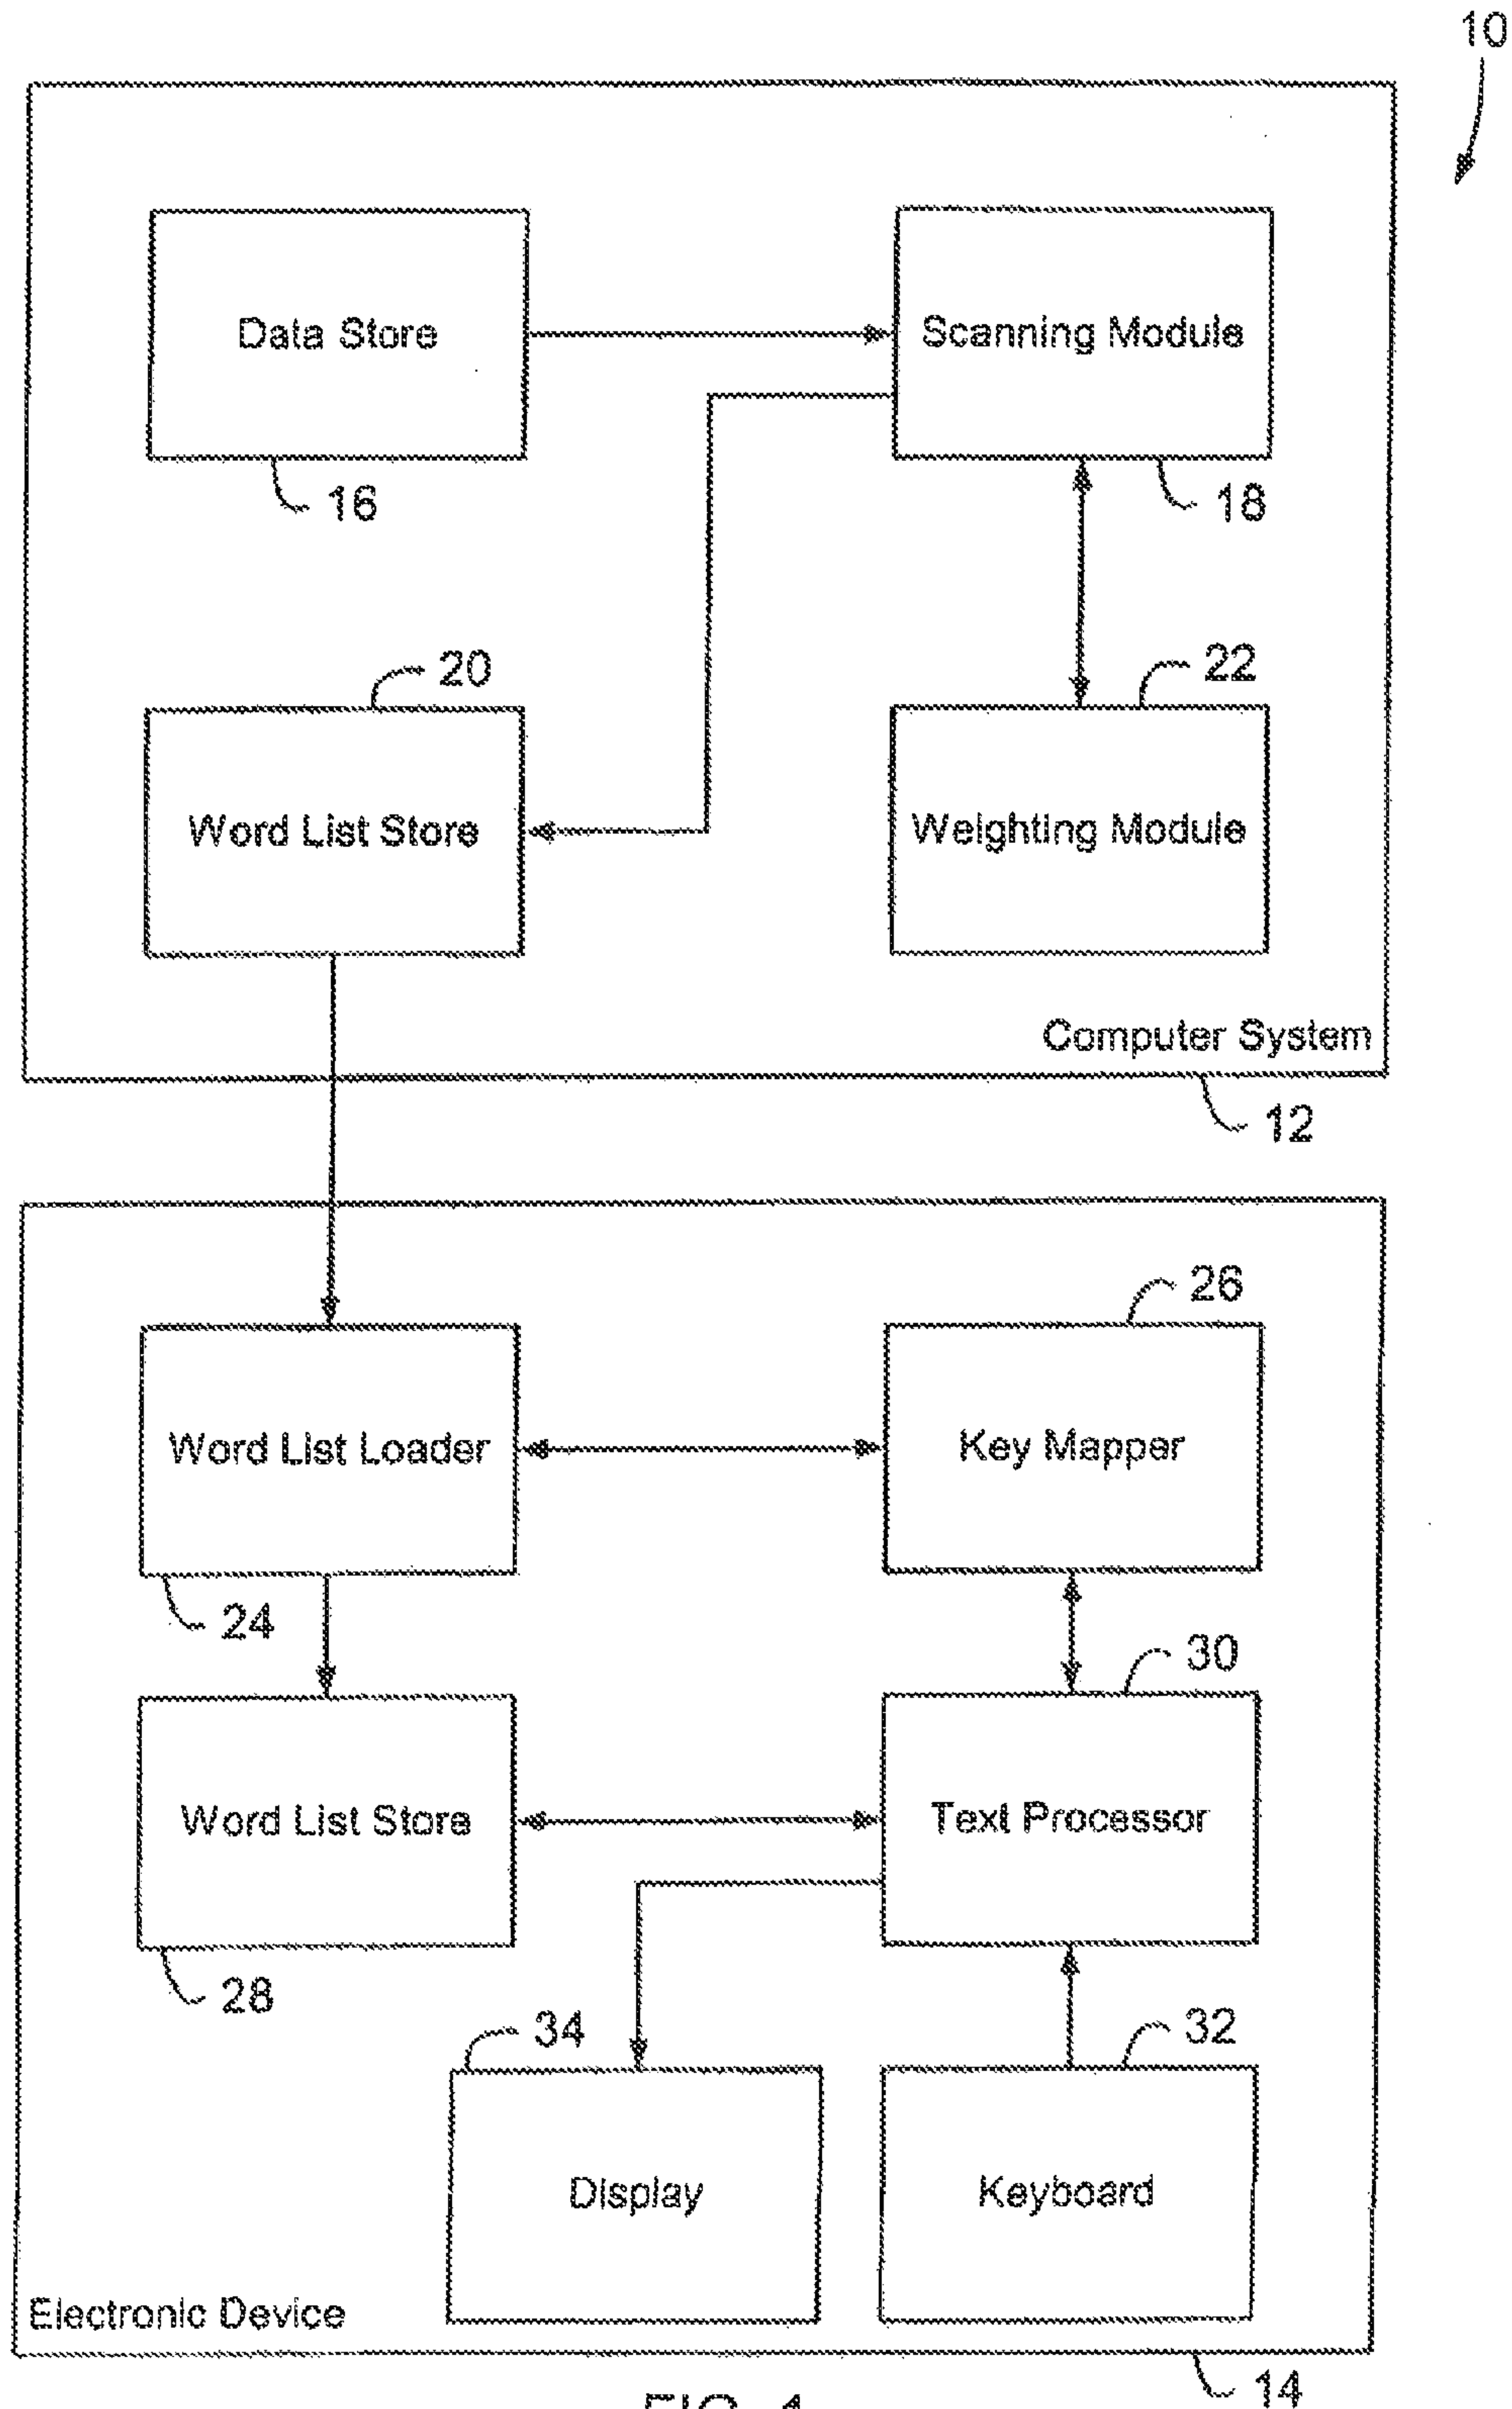 10
Data Store
Scanning Module
16
18
20
22
Word List Store
Weighting Module
Computer System
12
26
Word List Loader
Key Mapper
24
30
Word List Store
Text Processor
28
34
32
Display
Keyboard
Electronic Device
14
FIG. 1